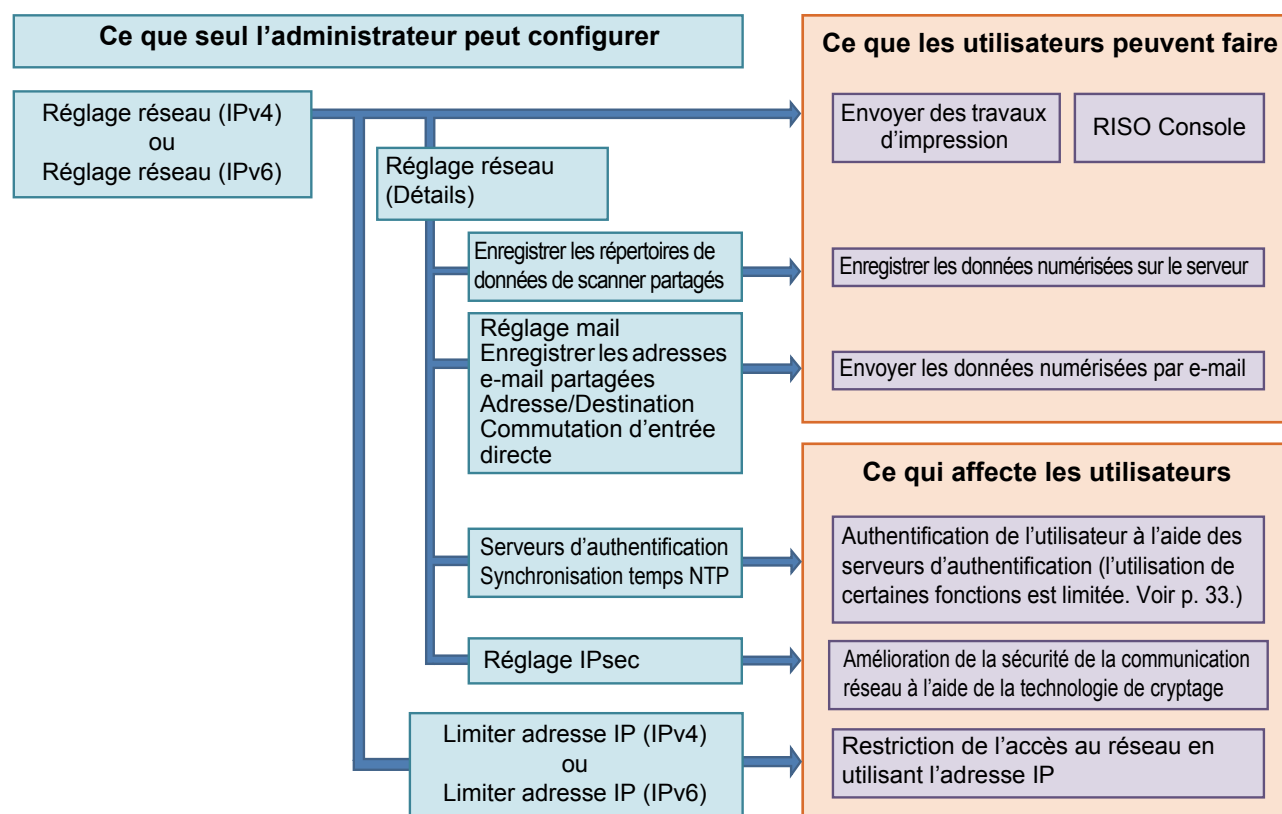 Ce que seul l’administrateur peut configurer
Ce que les utilisateurs peuvent faire
Réglage réseau (IPv4)
ou
Réglage réseau (IPv6)
Envoyer des travaux
d’impression
RISO Console
Réglage réseau
(Détails)
Enregistrer les répertoires de
données de scanner partagés
Enregistrer les données numérisées sur le serveur
Réglage mail
Enregistrer les adresses
e-mail partagées
Adresse/Destination
Commutation d’entrée
directe
Envoyer les données numérisées par e-mail
Ce qui affecte les utilisateurs
Serveurs d’authentification
Synchronisation temps NTP
Authentification de l’utilisateur à l’aide des
serveurs d’authentification (l’utilisation de
certaines fonctions est limitée. Voir p. 33.)
Réglage IPsec
Amélioration de la sécurité de la communication
réseau à l’aide de la technologie de cryptage
Limiter adresse IP (IPv4)
ou
Limiter adresse IP (IPv6)
Restriction de l’accès au réseau en
utilisant l’adresse IP